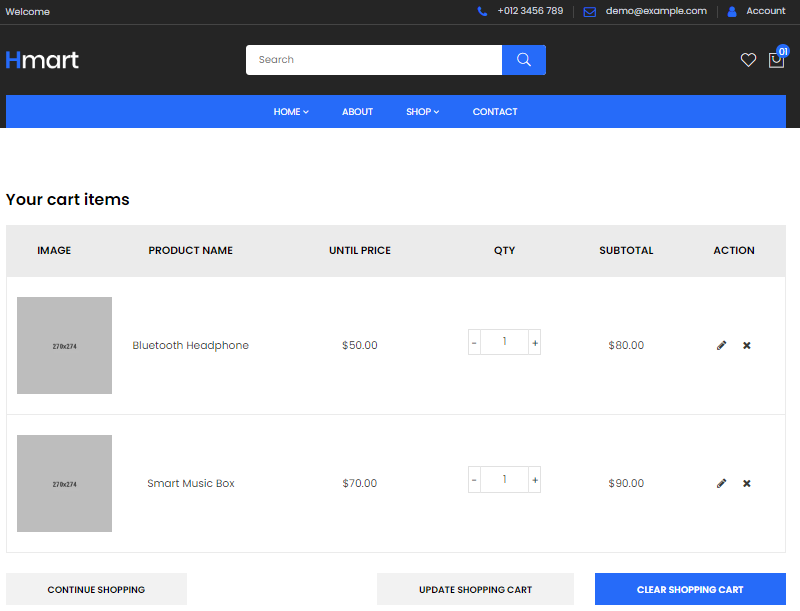 Welcome
+012 3456 789
demo@example.com
Account
Hmart
Search
01
HOME
ABOUT
SHOP
CONTACT
Your cart items
IMAGE PRODUCT NAME UNTIL PRICE QTY SUBTOTAL ACTION
270x274 Bluetooth Headphone $50.00 - 1 + $80.00
270x274 Smart Music Box $70.00 - 1 + $90.00
CONTINUE SHOPPING
UPDATE SHOPPING CART
CLEAR SHOPPING CART